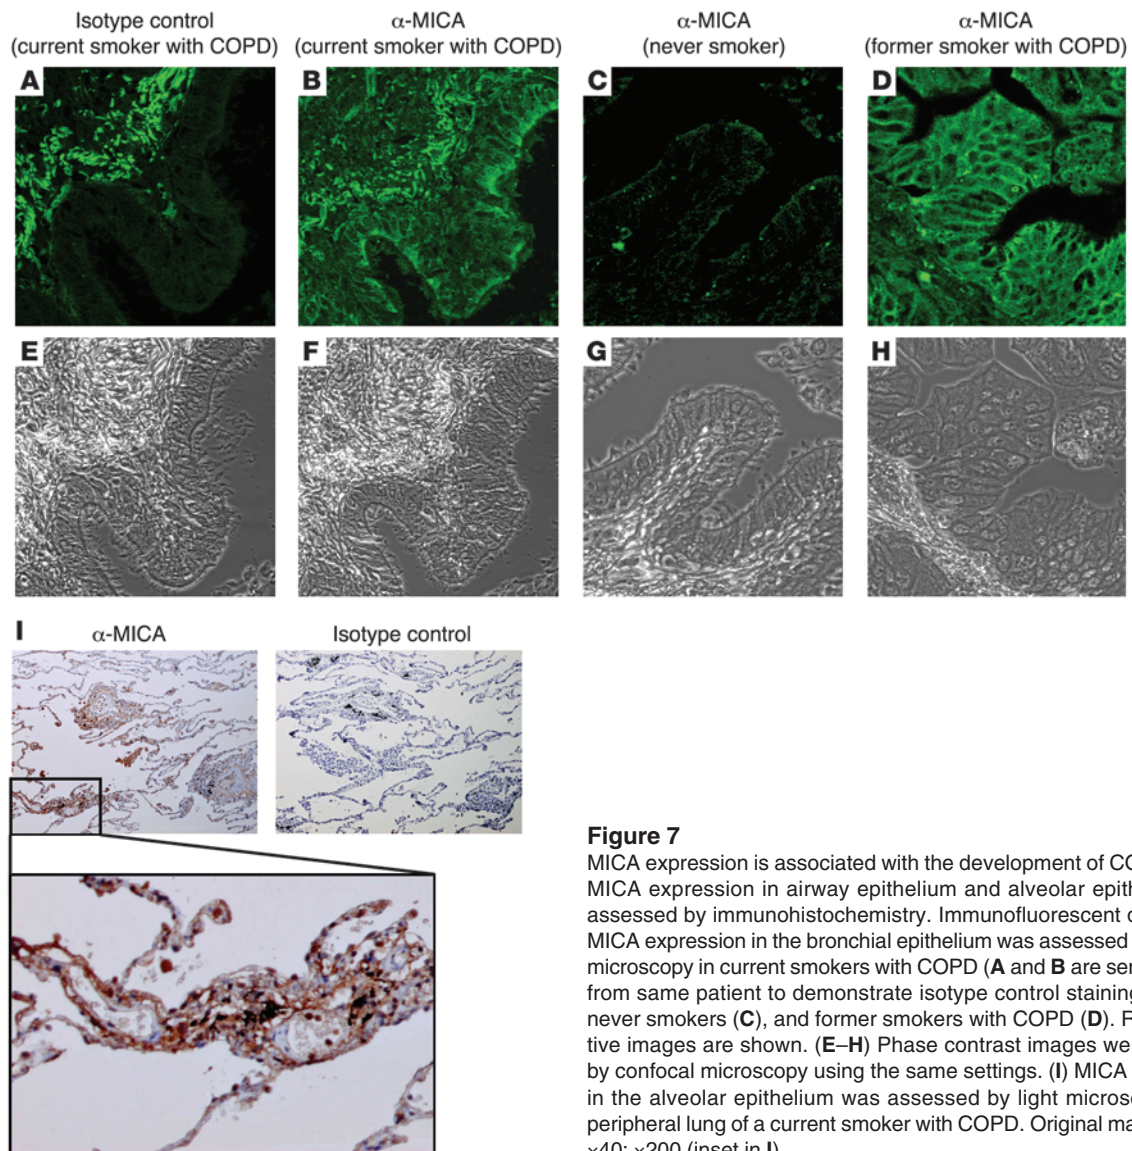 Isotype control
(current smoker with COPD)
α-MICA
(current smoker with COPD)
α-MICA
(never smoker)
α-MICA
(former smoker with COPD)
A
B
C
D
E
F
G
H
I
α-MICA
Isotype control
Figure 7
MICA expression is associated with the development of
MICA expression in airway epithelium and alveolar
assessed by immunohistochemistry. Immunofluorescent
MICA expression in the bronchial epithelium was assessed
microscopy in current smokers with COPD (A and B are
from same patient to demonstrate isotype control staining
never smokers (C), and former smokers with COPD (D).
tive images are shown. (E–H) Phase contrast images
by confocal microscopy using the same settings. (I) MICA
in the alveolar epithelium was assessed by light
peripheral lung of a current smoker with COPD. Original
×40; ×200 (inset in I).